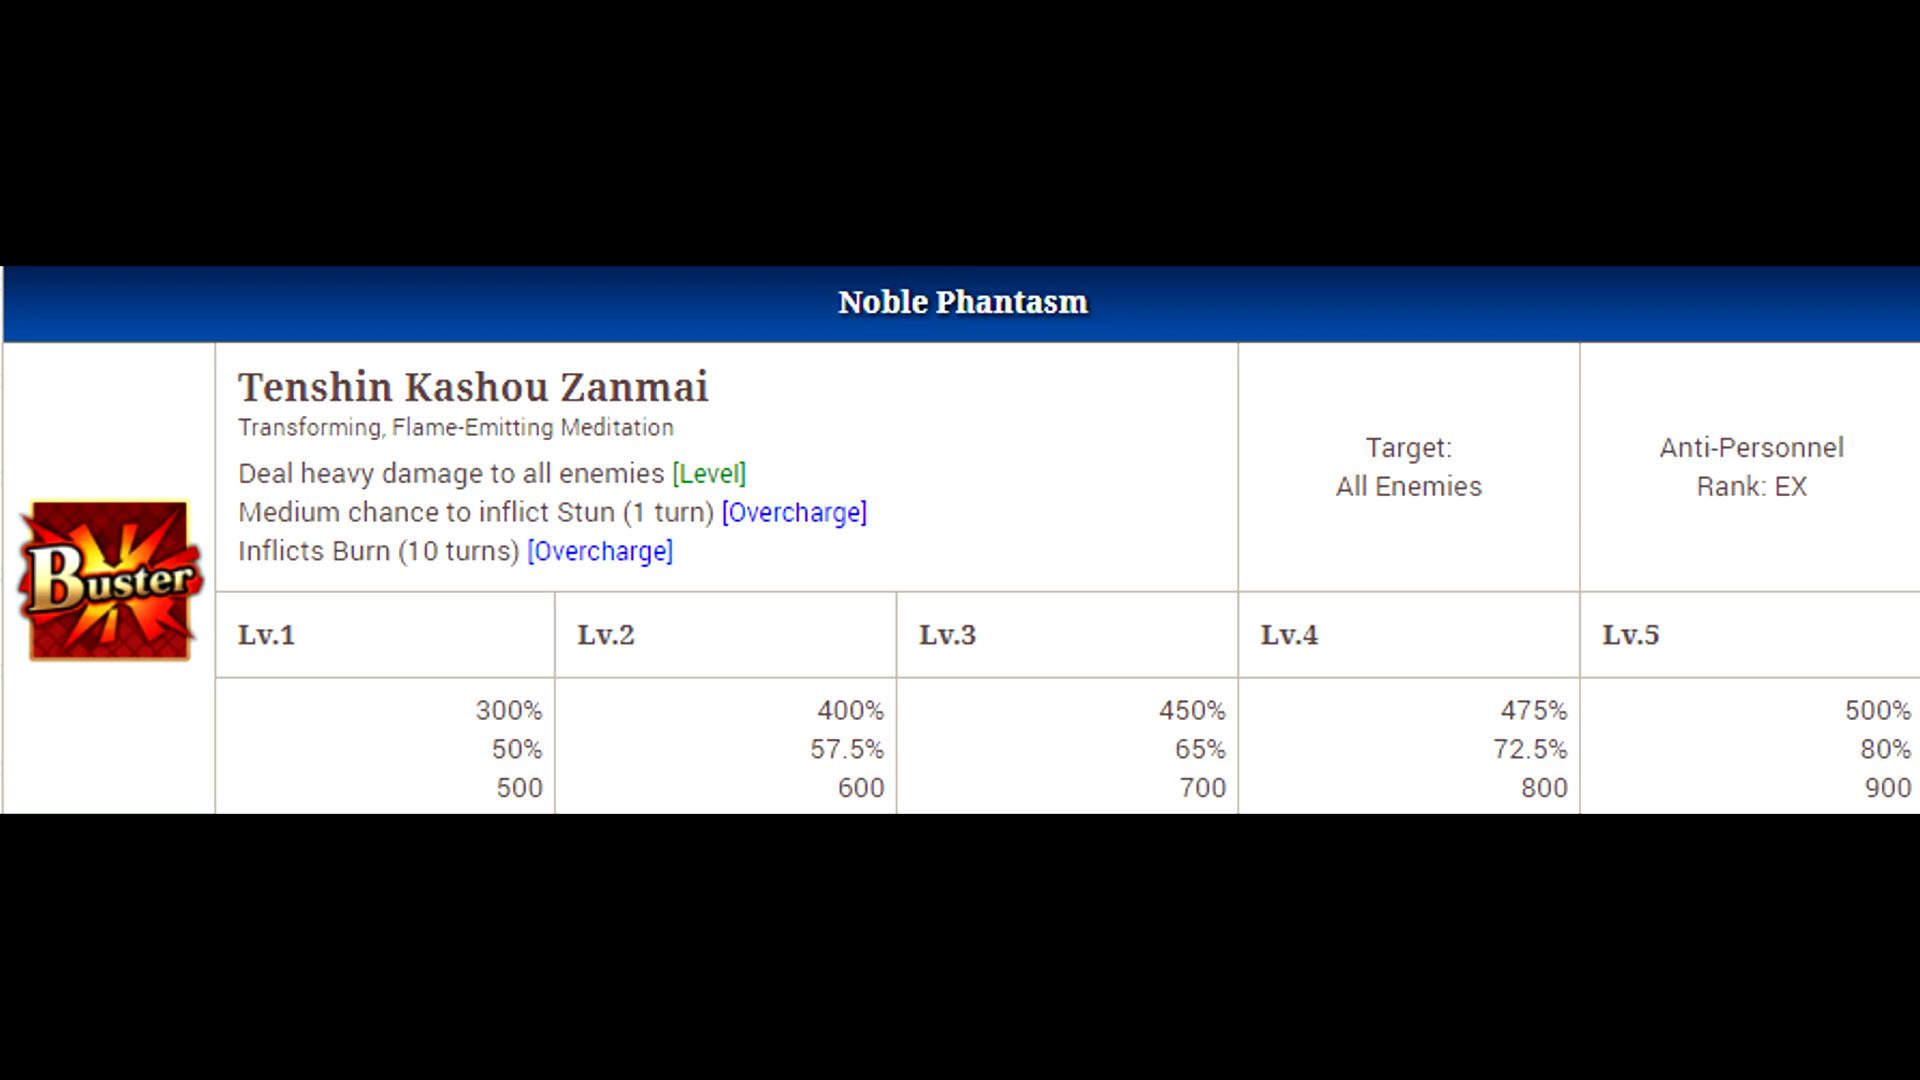 Noble Phantasm
Tenshin Kashou Zanmai
Transforming, Flame-Emitting Meditation
Deal heavy damage to all enemies [Level]
Medium chance to inflict Stun (1 turn) [Overcharge]
Inflicts Burn (10 turns) [Overcharge]
Target:
All Enemies
Anti-Personnel
Rank: EX
Buster
Lv.1 Lv.2 Lv.3 Lv.4 Lv.5
300% 400% 450% 475% 500%
50% 57.5% 65% 72.5% 80%
500 600 700 800 900